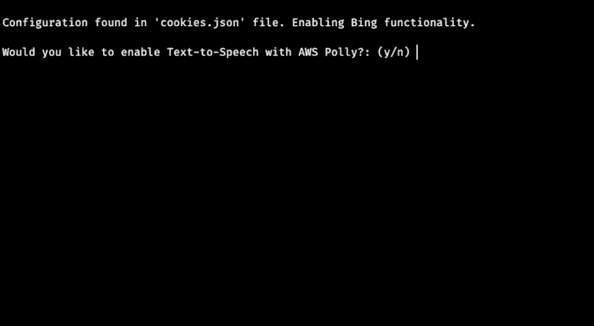 Configuration found in 'cookies.json' file. Enabling Bing functionality.
Would you like to enable Text-to-Speech with AWS Polly?: (y/n)